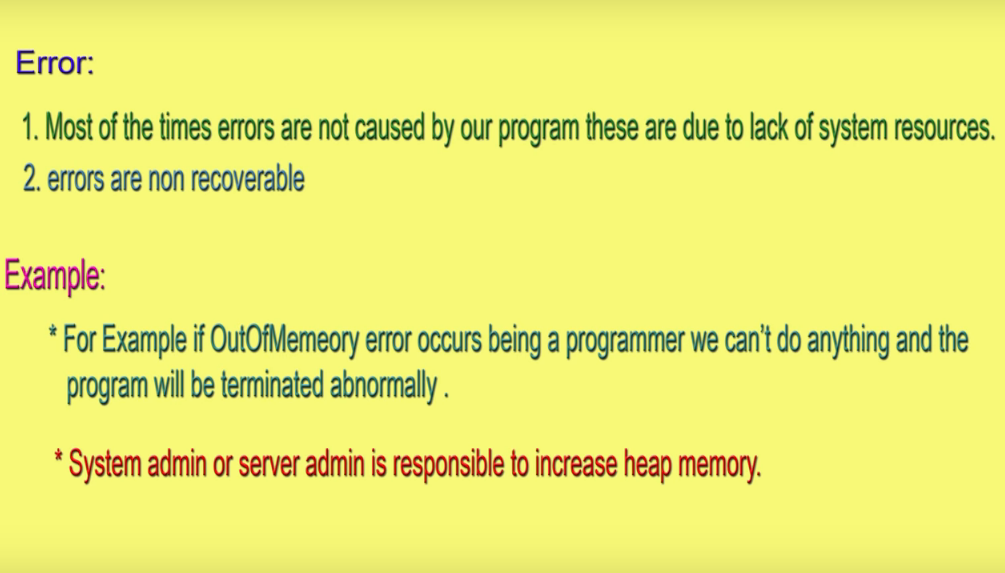 Error:
1. Most of the times errors are not caused by our program these are due to lack of system resources.
2. errors are non recoverable
Example:
* For Example if OutOfMemeory error occurs being a programmer we can't do anything and the
program will be terminated abnormally .
* System admin or server admin is responsible to increase heap memory.